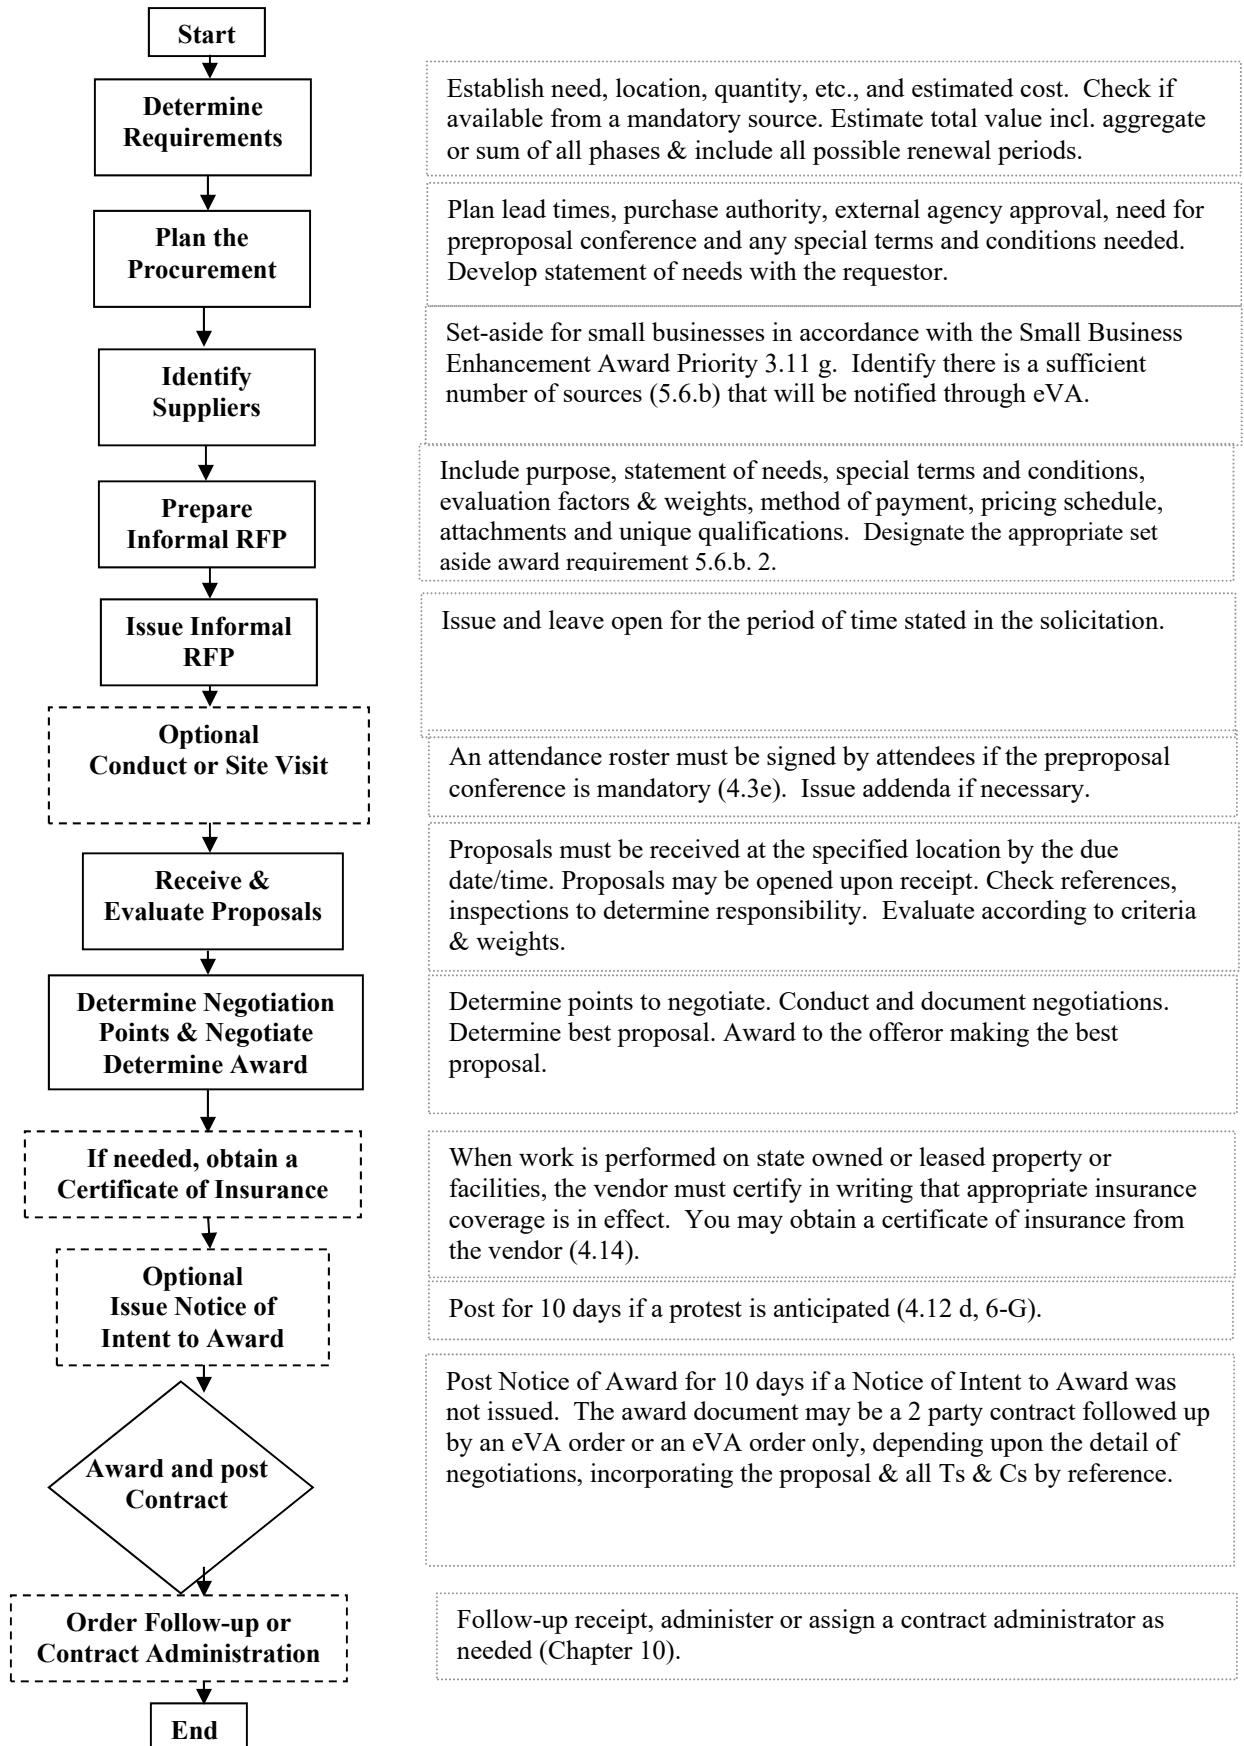 Start
Determine
Requirements
Establish need, location, quantity, etc., and estimated cost.  Check if
available from a mandatory source. Estimate total value incl. aggregate
or sum of all phases & include all possible renewal periods.
Plan the
Procurement
Plan lead times, purchase authority, external agency approval, need for
preproposal conference and any special terms and conditions needed.
Develop statement of needs with the requestor.
Identify
Suppliers
Set-aside for small businesses in accordance with the Small Business
Enhancement Award Priority 3.11 g.  Identify there is a sufficient
number of sources (5.6.b) that will be notified through eVA.
Prepare
Informal RFP
Include purpose, statement of needs, special terms and conditions,
evaluation factors & weights, method of payment, pricing schedule,
attachments and unique qualifications.  Designate the appropriate set
aside award requirement 5.6.b. 2.
Issue Informal
RFP
Issue and leave open for the period of time stated in the solicitation.
Optional
Conduct or Site Visit
An attendance roster must be signed by attendees if the preproposal
conference is mandatory (4.3e).  Issue addenda if necessary.
Receive &
Evaluate Proposals
Proposals must be received at the specified location by the due
date/time. Proposals may be opened upon receipt. Check references,
inspections to determine responsibility.  Evaluate according to criteria
& weights.
Determine Negotiation
Points & Negotiate
Determine Award
Determine points to negotiate. Conduct and document negotiations.
Determine best proposal. Award to the offeror making the best
proposal.
If needed, obtain a
Certificate of Insurance
When work is performed on state owned or leased property or
facilities, the vendor must certify in writing that appropriate insurance
coverage is in effect.  You may obtain a certificate of insurance from
the vendor (4.14).
Optional
Issue Notice of
Intent to Award
Post for 10 days if a protest is anticipated (4.12 d, 6-G).
Award and post
Contract
Post Notice of Award for 10 days if a Notice of Intent to Award was
not issued.  The award document may be a 2 party contract followed up
by an eVA order or an eVA order only, depending upon the detail of
negotiations, incorporating the proposal & all Ts & Cs by reference.
Order Follow-up or
Contract Administration
Follow-up receipt, administer or assign a contract administrator as
needed (Chapter 10).
End